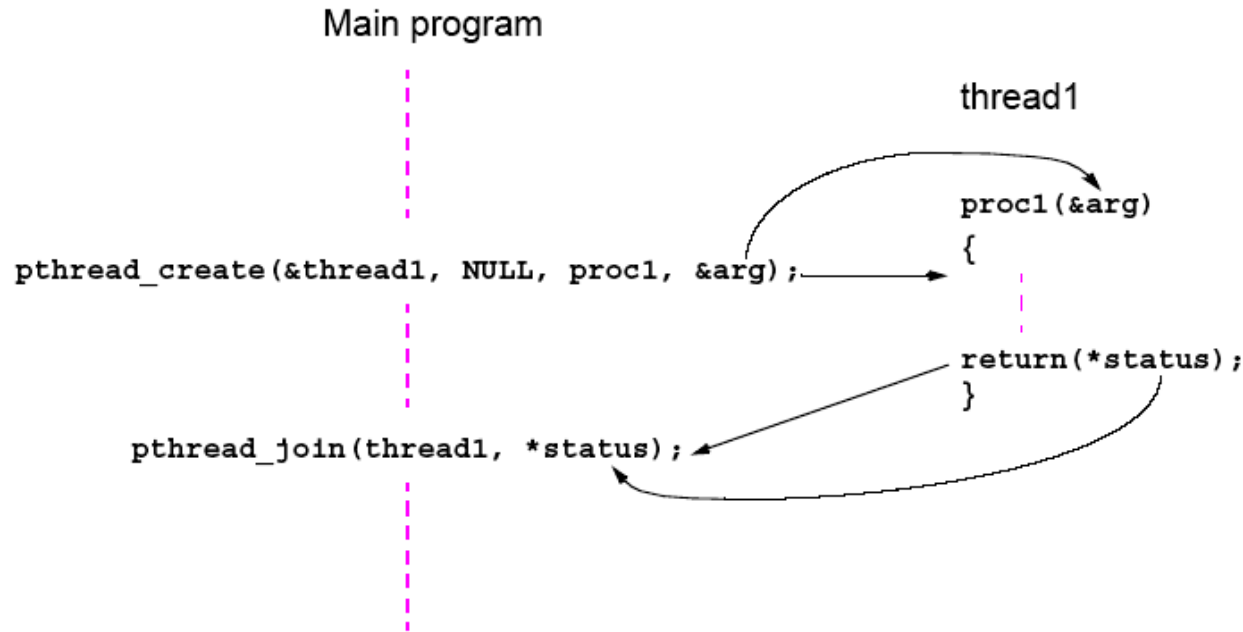 Main program
thread1
proc1(&arg)
{
pthread_create(&thread1, NULL, proc1, &arg);
return(*status);
}
pthread_join(thread1, *status);